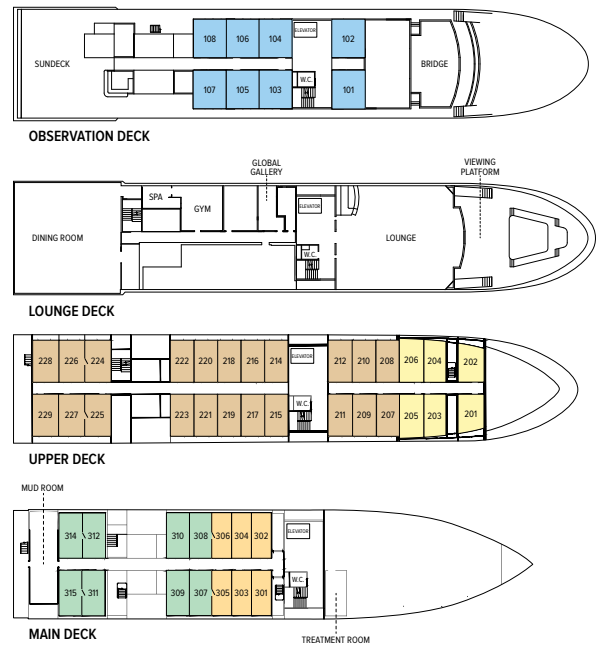 108 106 104 ELEVATOR 102
SUNDECK
BRIDGE
W.C.
107 105 103 101
OBSERVATION DECK
GLOBAL
GALLERY
VIEWING
PLATFORM
SPA
GYM
ELEVATOR
DINING ROOM
LOUNGE
W.C.
LOUNGE DECK
228 226 224 222 220 218 216 214 ELEVATOR 212 210 208 206 204 202
W.C.
229 227 225 223 221 219 217 215 211 209 207 205 203 201
UPPER DECK
MUD ROOM
314 312 310 308 306 304 302 ELEVATOR
W.C.
315 311 309 307 305 303 301
MAIN DECK
TREATMENT ROOM